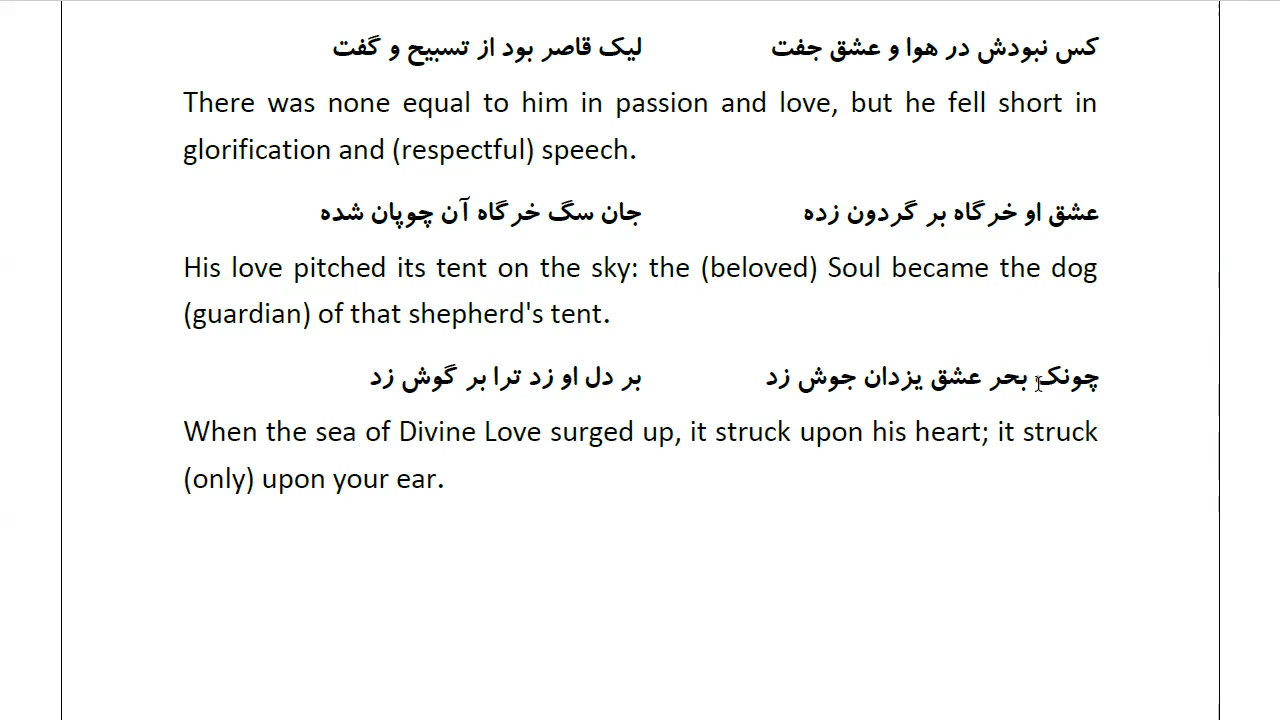 کس نبودش در هوا و عشق جفت لیک قاصر بود از تسبیح و گفت
There was none equal to him in passion and love, but he fell short in
glorification and (respectful) speech.
عشق او خرگاه بر گردون زده جان سگ خرگاه آن چوپان شده
His love pitched its tent on the sky: the (beloved) Soul became the dog
(guardian) of that shepherd's tent.
چونک بحر عشق یزدان جوش زد بر دل او زد ترا بر گوش زد
When the sea of Divine Love surged up, it struck upon his heart; it struck
(only) upon your ear.